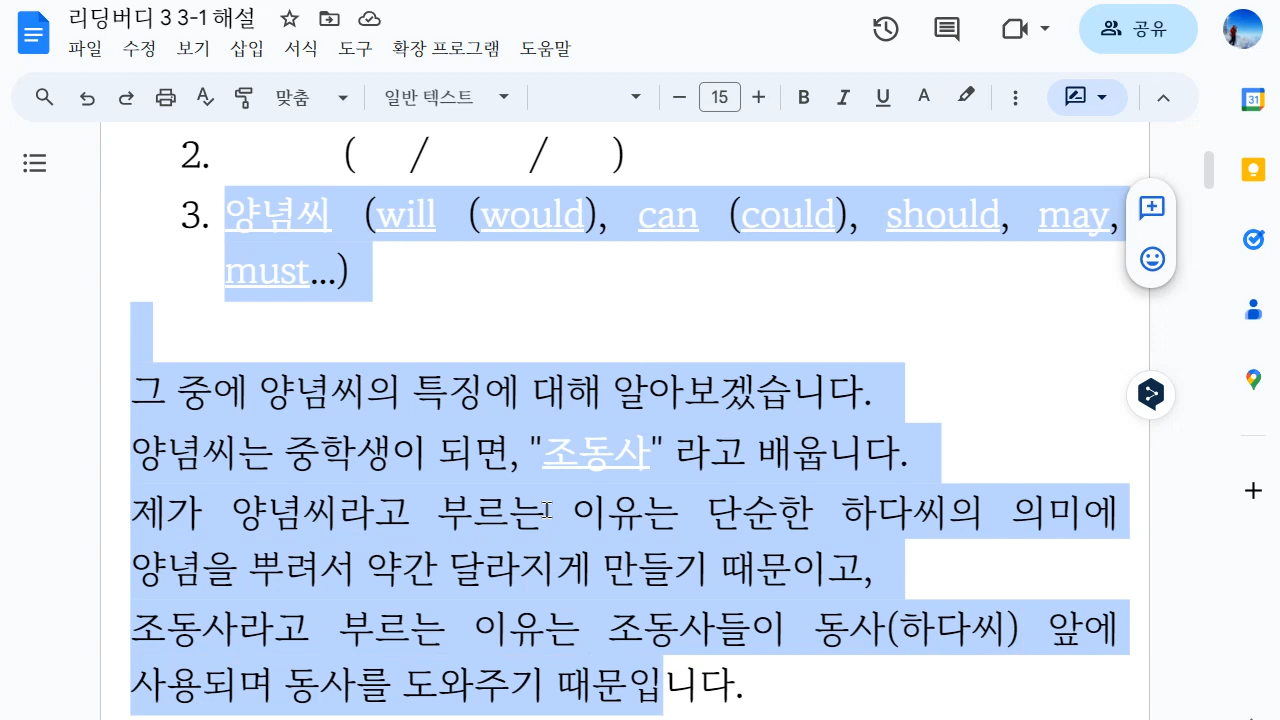 리딩버디 3 3-1 해설
파일 수정 보기 삽입 서식 도구 확장 프로그램 도움말
공유
맞춤 일반 텍스트 15 B I U A
31
2. ( / / )
3. 양념씨 (will (would), can (could), should, may,
must...)
그 중에 양념씨의 특징에 대해 알아보겠습니다.
양념씨는 중학생이 되면, "조동사" 라고 배웁니다.
제가 양념씨라고 부르는 이유는 단순한 하다씨의 의미에
양념을 뿌려서 약간 달라지게 만들기 때문이고,
조동사라고 부르는 이유는 조동사들이 동사(하다씨) 앞에
사용되며 동사를 도와주기 때문입니다.